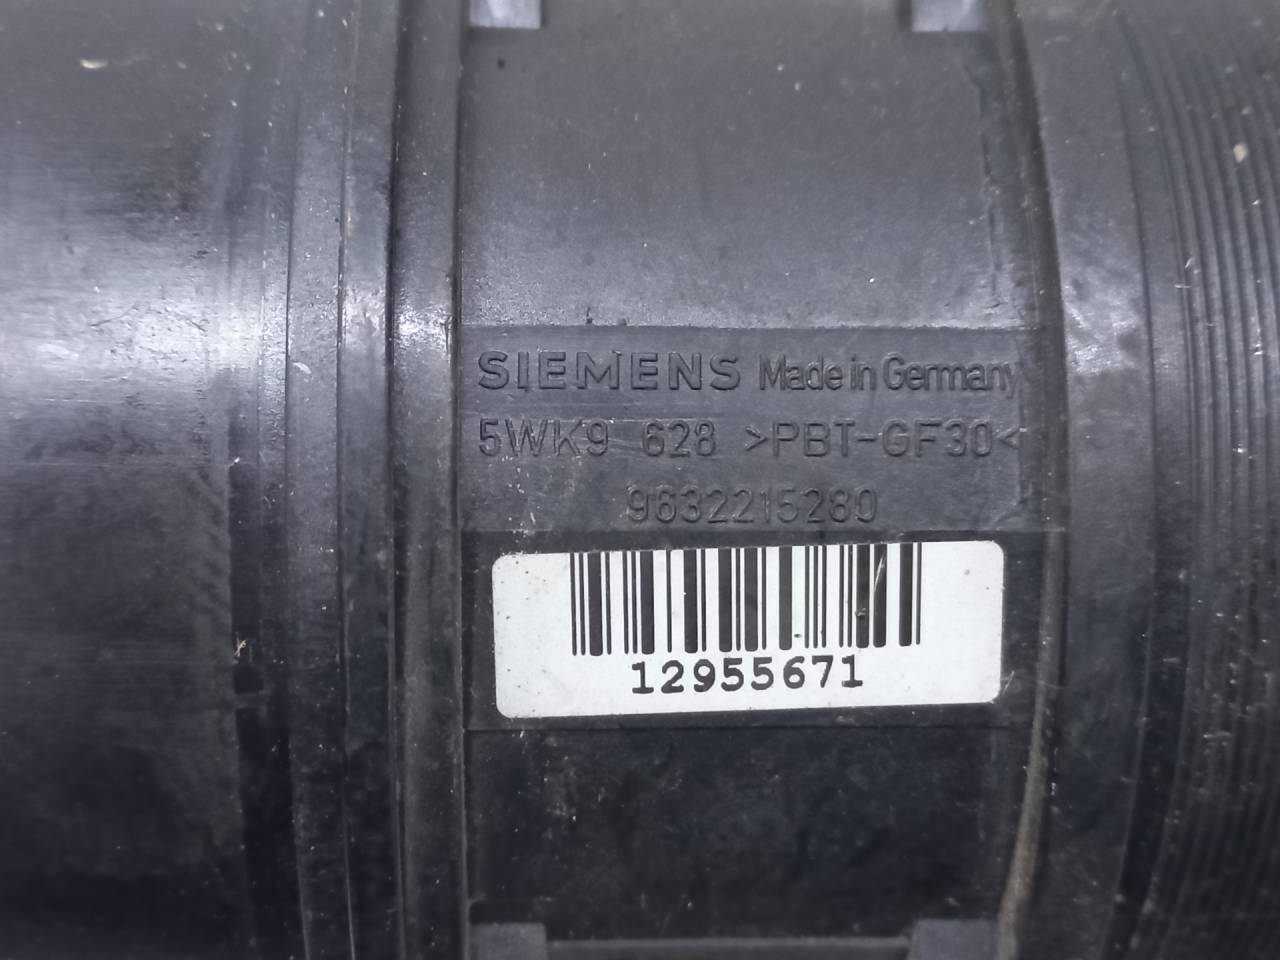 SIEMENS Made in Germany
5WK9 628 >PBT-GF30<
9632215280
12955671